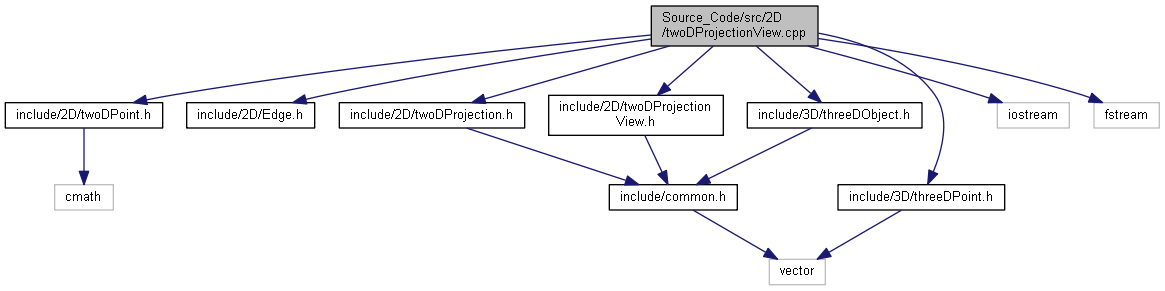 Source_Code/src/2D
/twoDProjectionView.cpp
include/2D/twoDPoint.h
include/2D/Edge.h
include/2D/twoDProjection.h
include/2D/twoDProjection
View.h
include/3D/threeDObject.h
iostream
fstream
cmath
include/common.h
include/3D/threeDPoint.h
vector